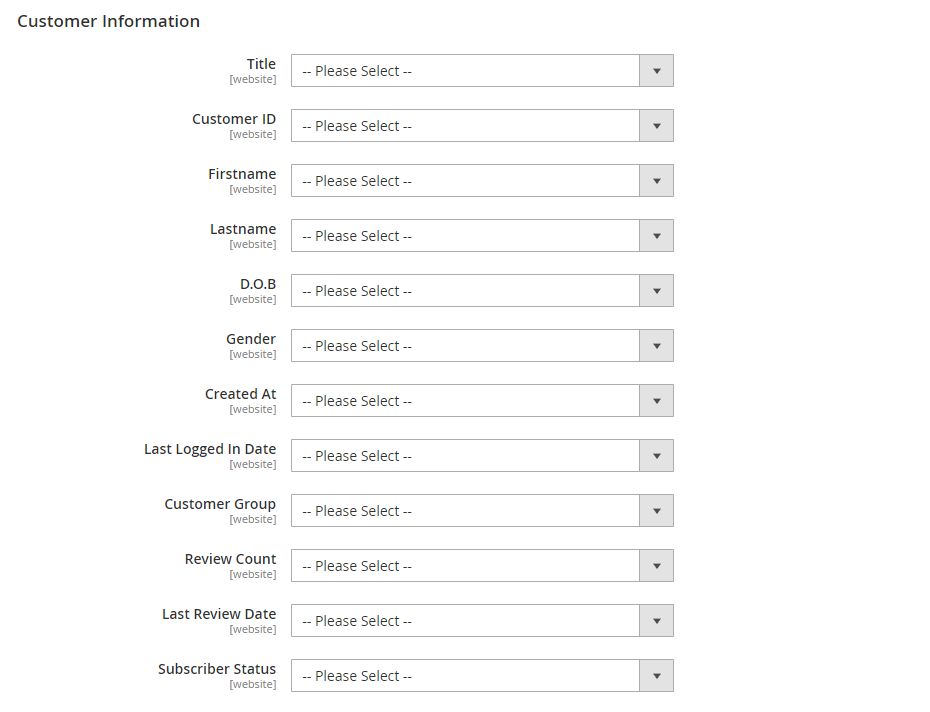 Customer Information
Title
-- Please Select --
[website]
Customer ID
-- Please Select --
[website]
Firstname
-- Please Select --
[website]
Lastname
-- Please Select --
[website]
D.O.B
-- Please Select --
[website]
Gender
-- Please Select --
[website]
Created At
-- Please Select --
[website]
Last Logged In Date
-- Please Select --
[website]
Customer Group
-- Please Select --
[website]
Review Count
-- Please Select --
[website]
Last Review Date
-- Please Select --
[website]
Subscriber Status
-- Please Select --
[website]